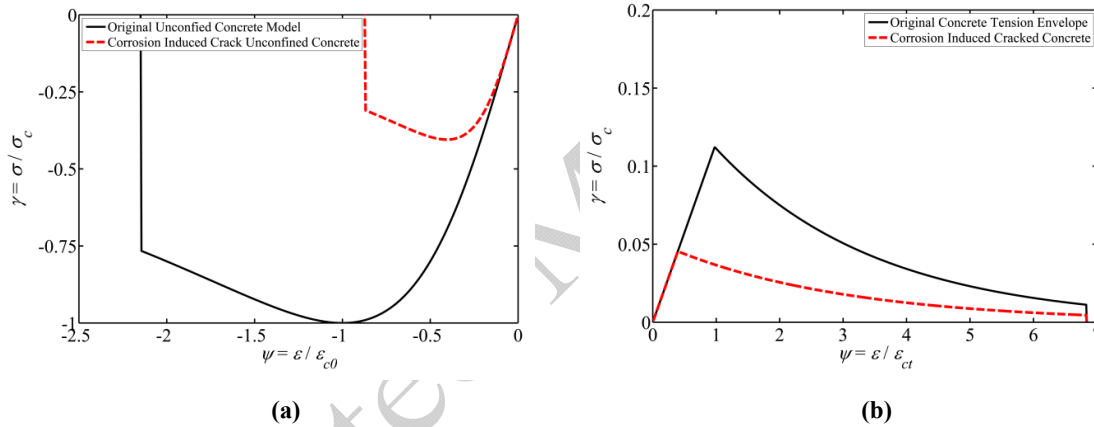 Original Unconfied Concrete Model
Corrosion Induced Crack Unconfined Concrete
0
-0.25
-0.5
-0.75
-1
γ = σ / σc
-2.5 -2 -1.5 -1 -0.5 0
ψ = ε / εc0
(a)
Original Concrete Tension Envelope
Corrosion Induced Cracked Concrete
0.2
0.15
0.1
0.05
0
γ = σ / σc
0 1 2 3 4 5 6 7
ψ = ε / εct
(b)